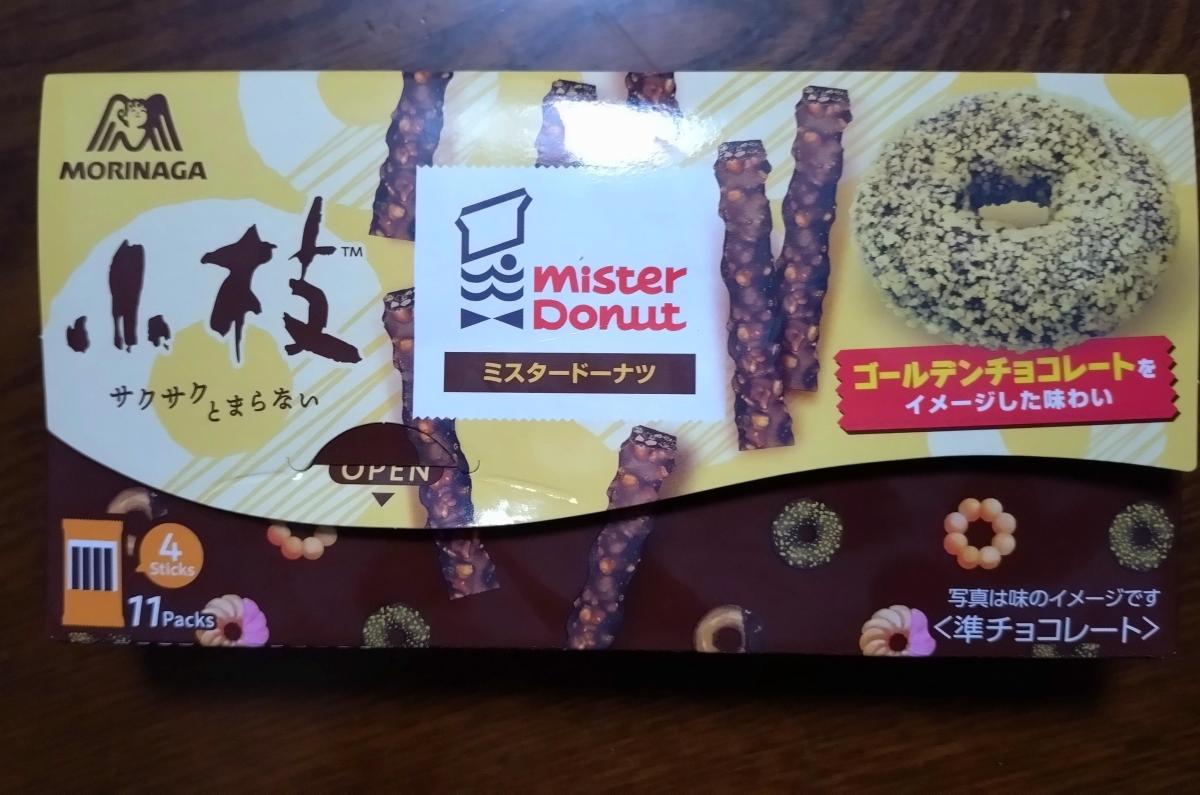 MORINAGA
小枝™
サクサクとまらない
mister
Donut
ミスタードーナツ
ゴールデンチョコレートを
イメージした味わい
OPEN
4
Sticks
11Packs
写真は味のイメージです
<準チョコレート>